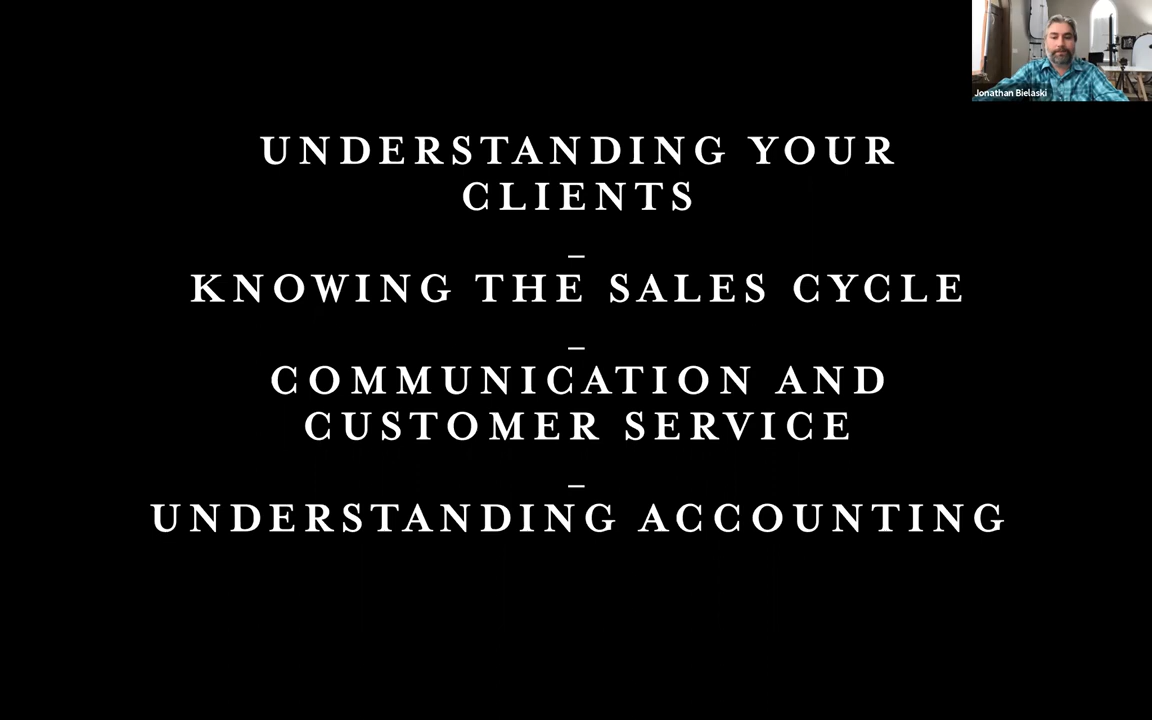 Jonathan Bielaski
UNDERSTANDING YOUR
CLIENTS
–
KNOWING THE SALES CYCLE
–
COMMUNICATION AND
CUSTOMER SERVICE
–
UNDERSTANDING ACCOUNTING